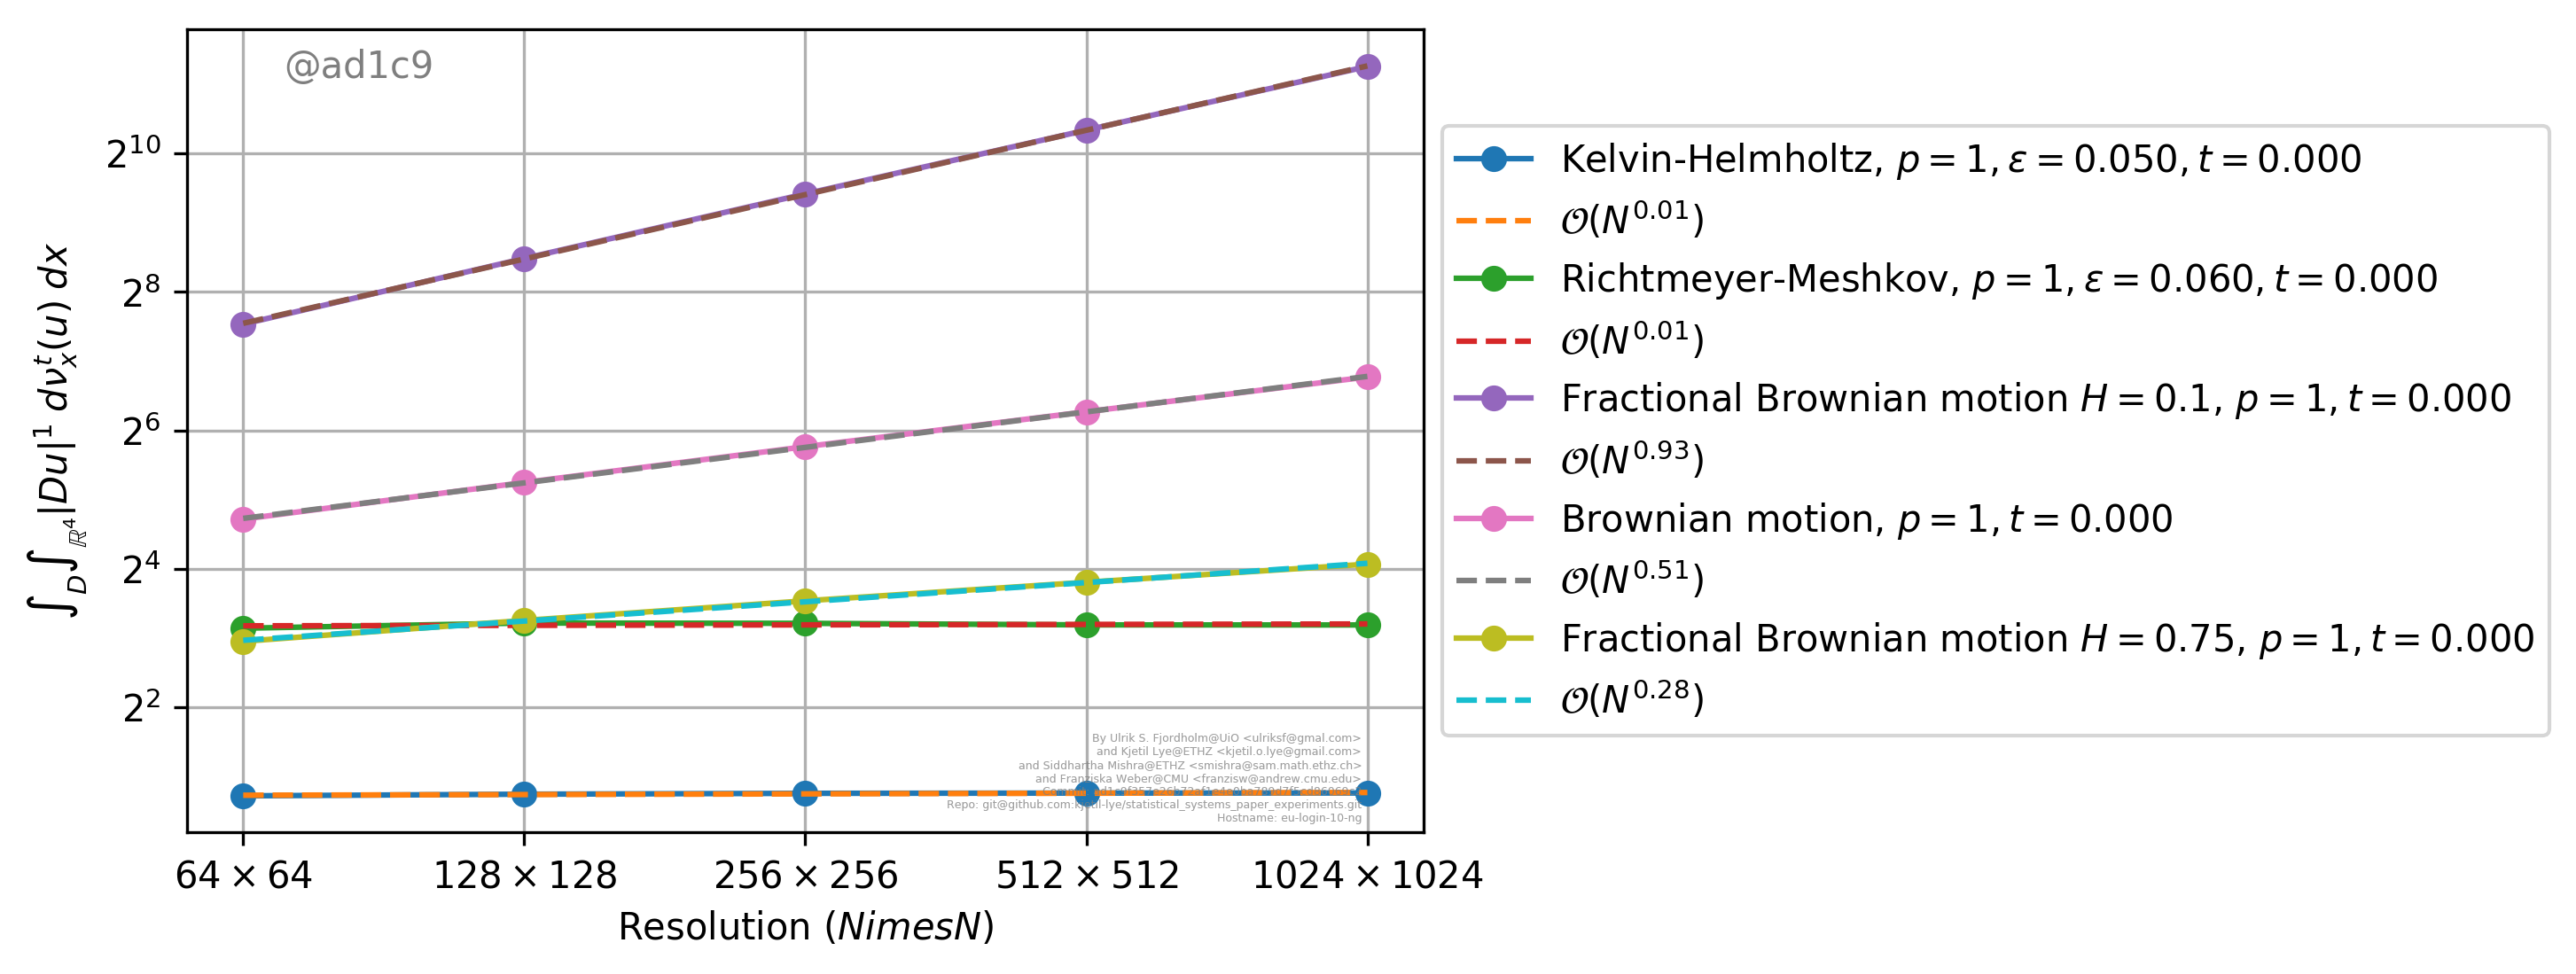 @ad1c9
2^10
2^8
2^6
2^4
2^2
∫_D ∫_{ℝ^4} |Du|^1 dν_x^t(u) dx
64 × 64
128 × 128
256 × 256
512 × 512
1024 × 1024
Resolution (NimesN)
Kelvin-Helmholtz, p = 1, ε = 0.050, t = 0.000
𝒪(N^0.01)
Richtmeyer-Meshkov, p = 1, ε = 0.060, t = 0.000
𝒪(N^0.01)
Fractional Brownian motion H = 0.1, p = 1, t = 0.000
𝒪(N^0.93)
Brownian motion, p = 1, t = 0.000
𝒪(N^0.51)
Fractional Brownian motion H = 0.75, p = 1, t = 0.000
𝒪(N^0.28)
By Ulrik S. Fjordholm@UiO <ulriksf@gmal.com>
and Kjetil Lye@ETHZ <kjetil.o.lye@gmail.com>
and Siddhartha Mishra@ETHZ <smishra@sam.math.ethz.ch>
and Franziska Weber@CMU <franzisw@andrew.cmu.edu>
Repo: git@github.com:kjetil-lye/statistical_systems_paper_experiments.git
Hostname: eu-login-10-ng